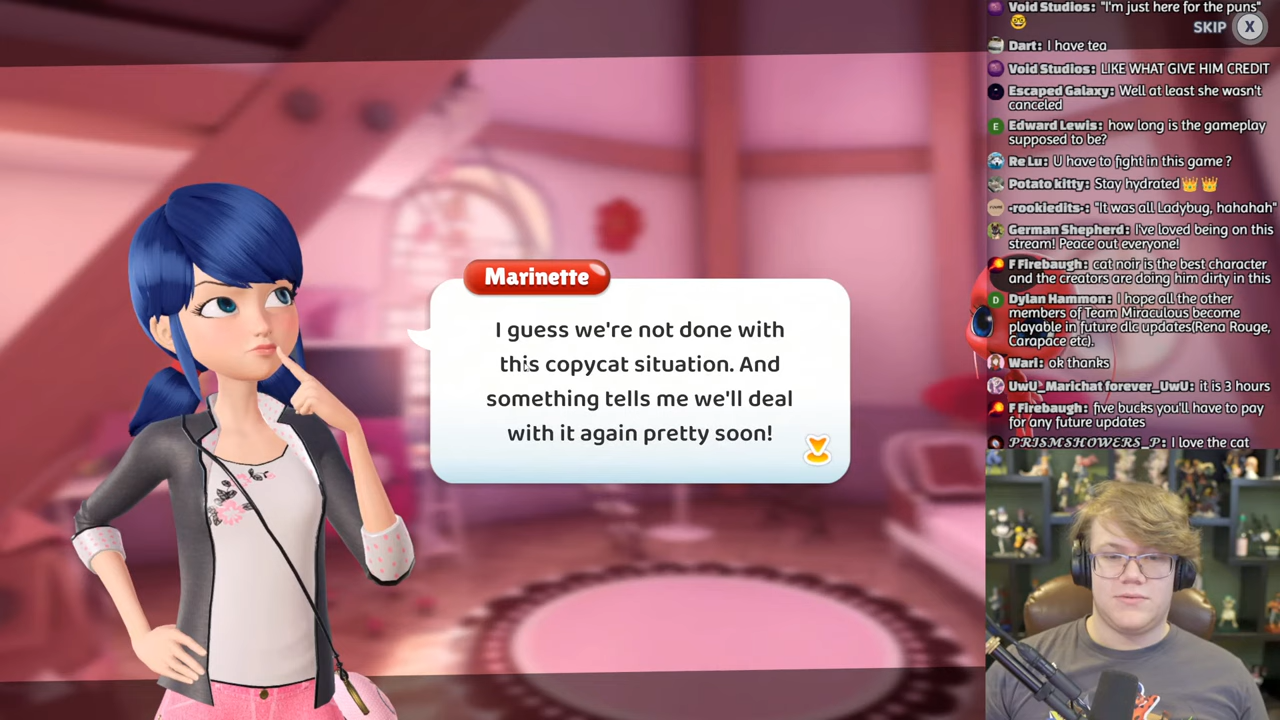 Marinette
I guess we're not done with
this copycat situation. And
something tells me we'll deal
with it again pretty soon!
SKIP X
Void Studios: "I'm just here for the puns"
🤓
Dart: I have tea
Void Studios: LIKE WHAT GIVE HIM CREDIT
Escaped Galaxy: Well at least she wasn't
canceled
E Edward Lewis: how long is the gameplay
supposed to be?
Re Lu: U have to fight in this game ?
Potato kitty: Stay hydrated👑👑
-rookiedits-: "It was all Ladybug, hahahah"
German Shepherd: I've loved being on this
stream! Peace out everyone!
F Firebaugh: cat noir is the best character
and the creators are doing him dirty in this
D Dylan Hammon: I hope all the other
members of Team Miraculous become
playable in future dlc updates(Rena Rouge,
Carapace etc).
Wari: ok thanks
UwU_Marichat forever_UwU: it is 3 hours
F Firebaugh: five bucks you'll have to pay
for any future updates
𝓟𝓡𝓘𝓢𝓜𝓢𝓗𝓞𝓦𝓔𝓡𝓢_𝓟: I love the cat